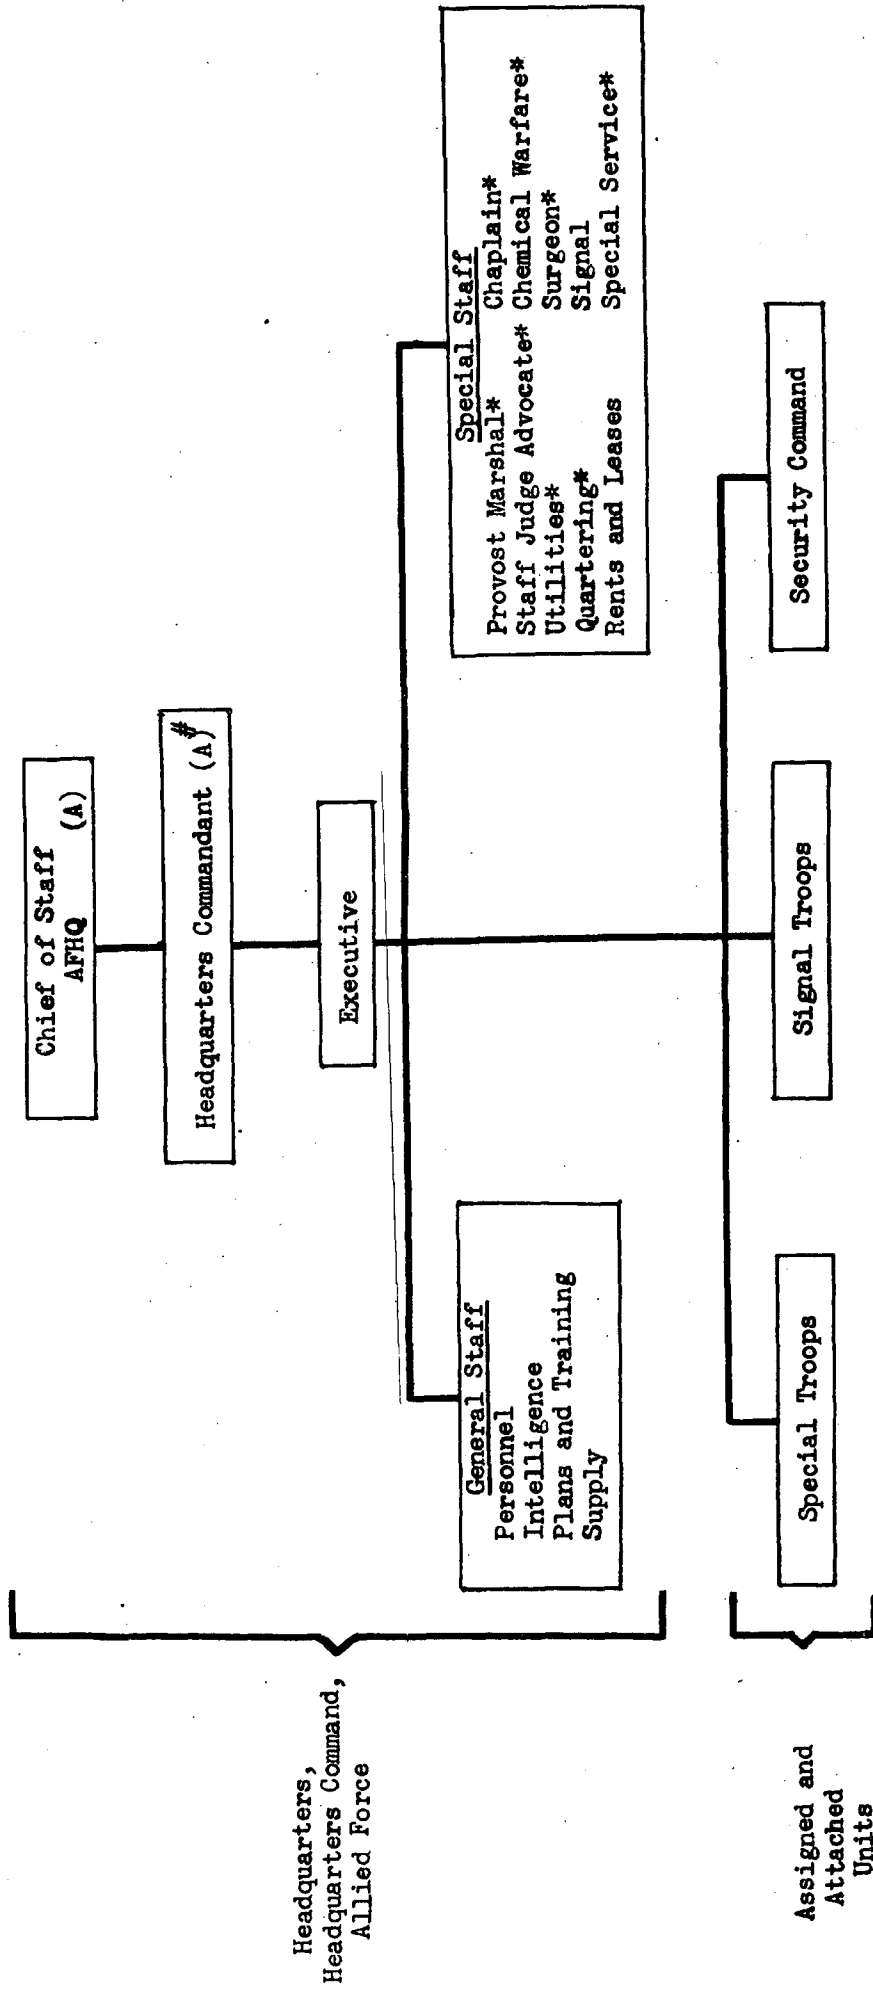 Chief of Staff
AFHQ (A)
Headquarters Commandant (A)#
Executive
Headquarters,
Headquarters Command,
Allied Force
General Staff
Personnel
Intelligence
Plans and Training
Supply
Special Staff
Provost Marshal* Chaplain*
Staff Judge Advocate* Chemical Warfare*
Utilities* Surgeon*
Quartering* Signal
Rents and Leases Special Service*
Assigned and
Attached
Units
Special Troops
Signal Troops
Security Command